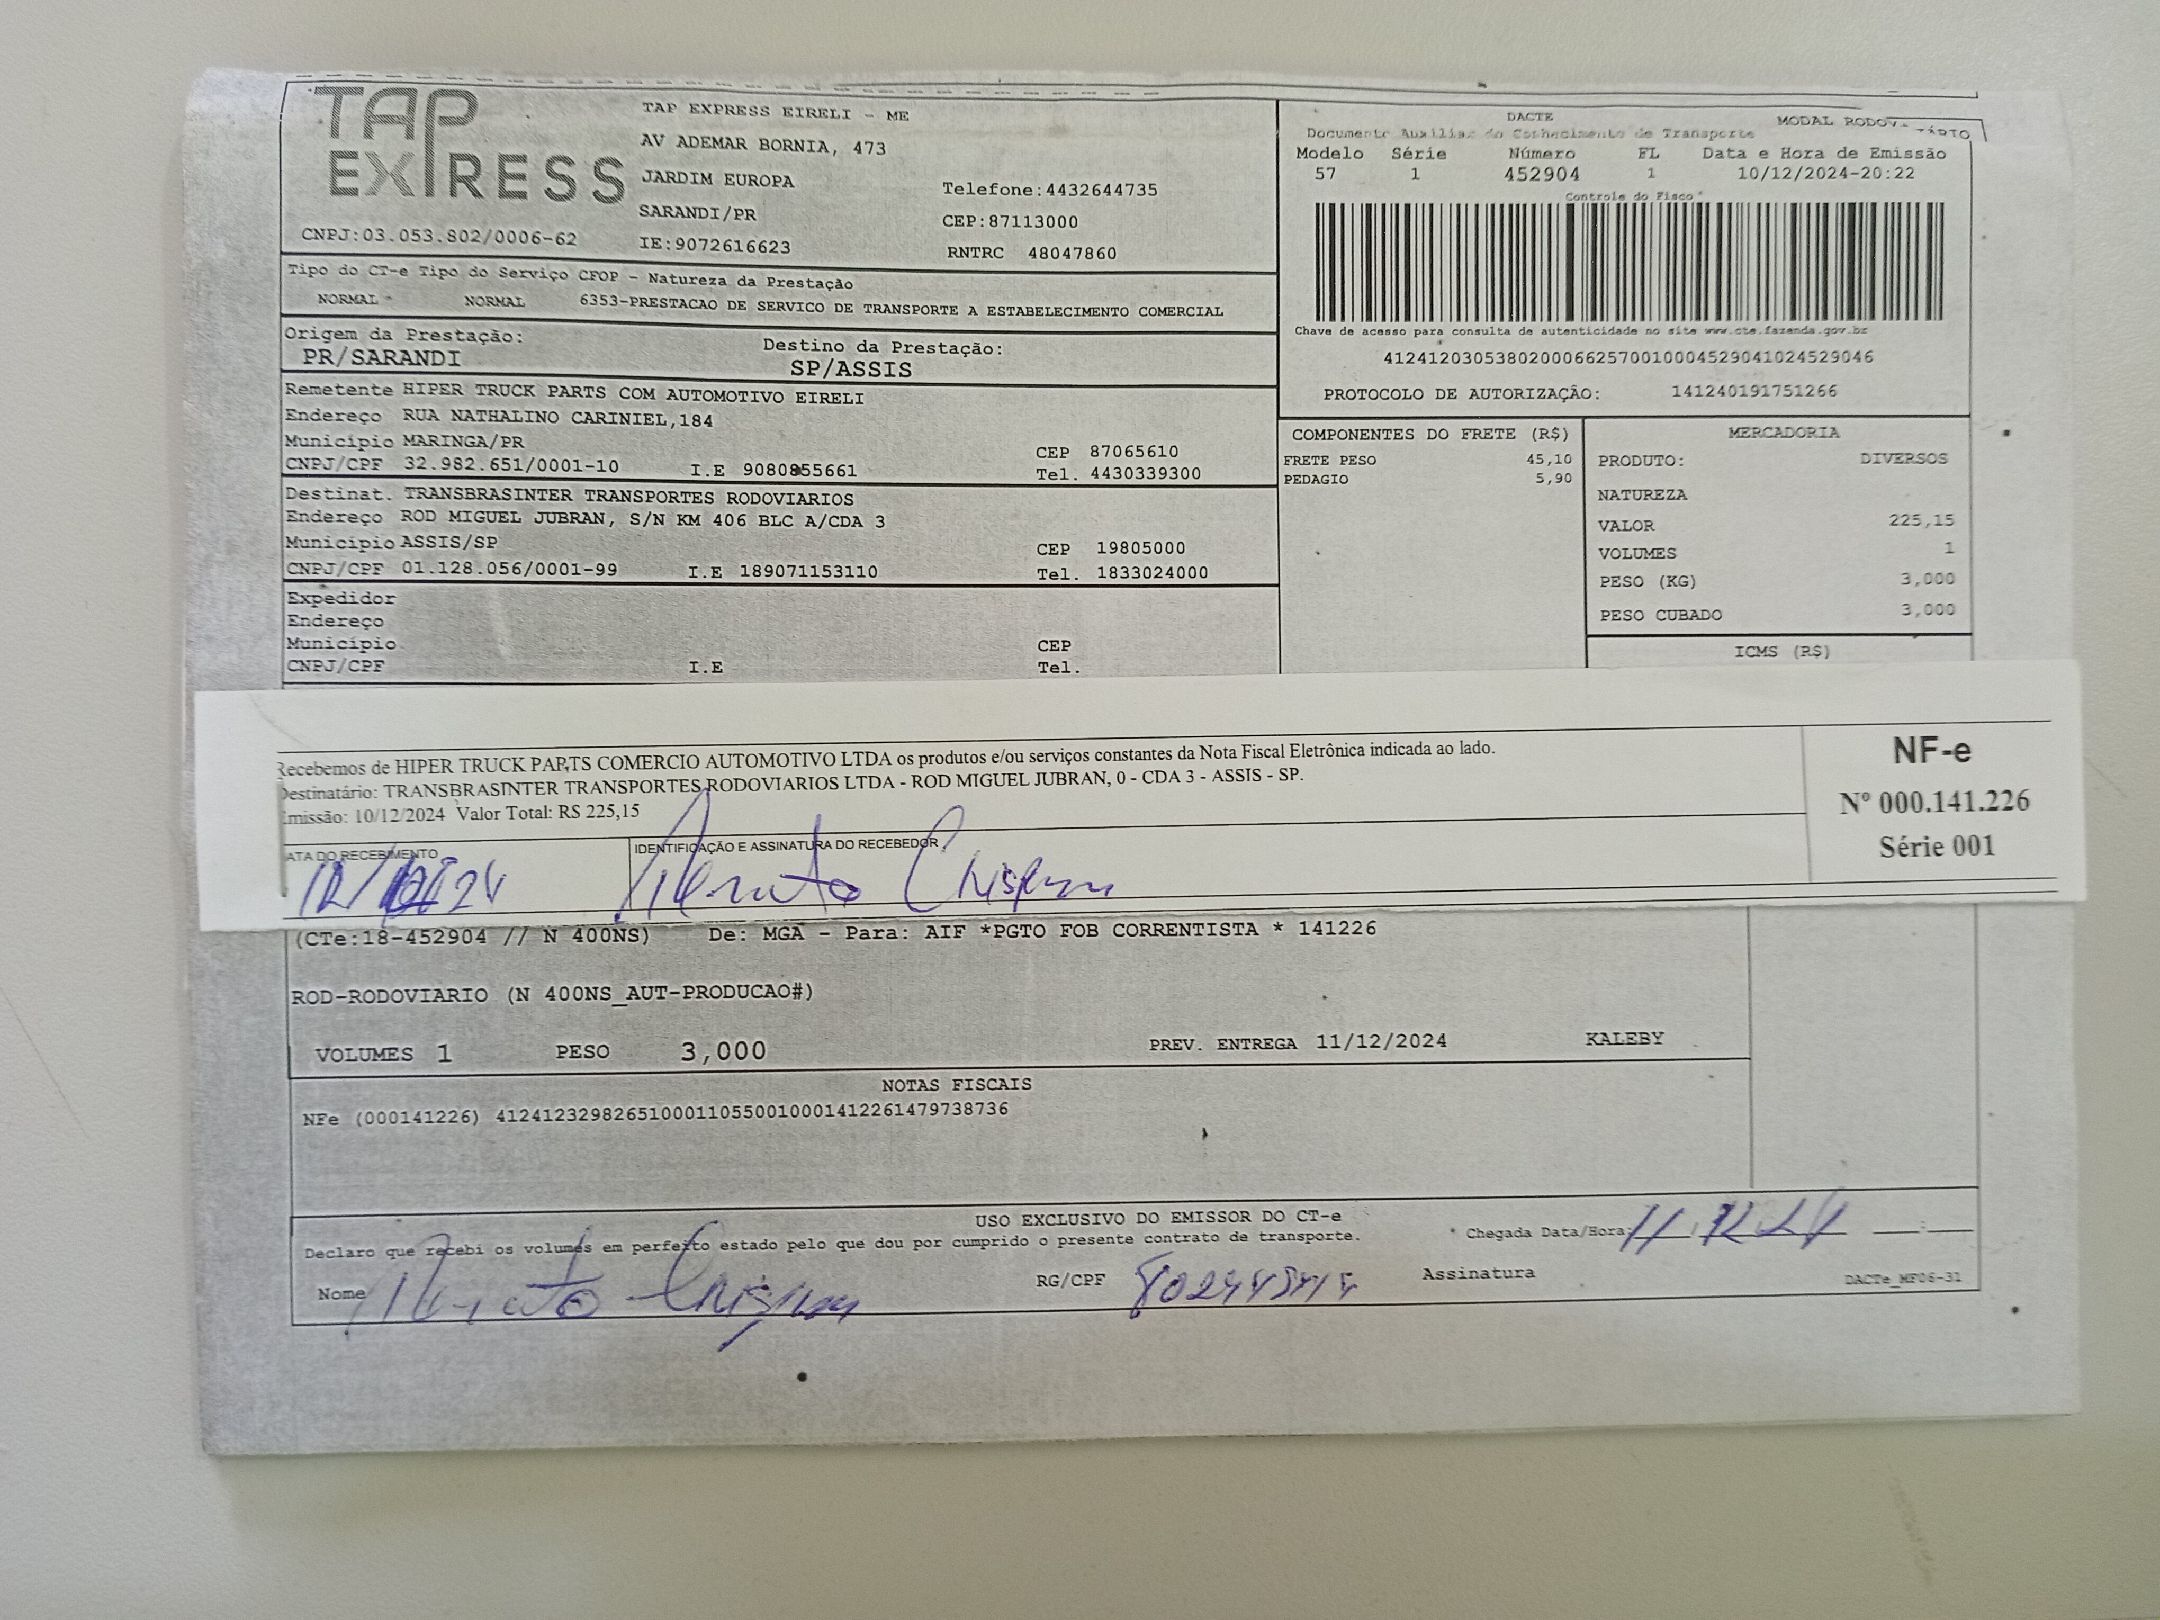 TAP EXPRESS
TAP EXPRESS EIRELI - ME
AV ADEMAR BORNIA, 473
JARDIM EUROPA
Telefone:4432644735
SARANDI/PR
CEP:87113000
CNPJ:03.053.802/0006-62
IE:9072616623
RNTRC 48047860
DACTE
MODAL RODOV
Documento Auxiliar do Conhecimento de Transporte
Modelo Série Número FL Data e Hora de Emissão
57 1 452904 1 10/12/2024-20:22
Controle do Fisco
Chave de acesso para consulta de autenticidade no site www.cte.fazenda.gov.br
41241203053802000662570010004529041024529046
PROTOCOLO DE AUTORIZAÇÃO: 141240191751266
Tipo do CT-e Tipo do Serviço CFOP - Natureza da Prestação
NORMAL NORMAL 6353-PRESTACAO DE SERVICO DE TRANSPORTE A ESTABELECIMENTO COMERCIAL
Origem da Prestação: Destino da Prestação:
PR/SARANDI SP/ASSIS
Remetente HIPER TRUCK PARTS COM AUTOMOTIVO EIRELI
Endereço RUA NATHALINO CARINIEL,184
Município MARINGA/PR CEP 87065610
CNPJ/CPF 32.982.651/0001-10 I.E 9080855661 Tel. 4430339300
Destinat. TRANSBRASINTER TRANSPORTES RODOVIARIOS
Endereço ROD MIGUEL JUBRAN, S/N KM 406 BLC A/CDA 3
Município ASSIS/SP CEP 19805000
CNPJ/CPF 01.128.056/0001-99 I.E 189071153110 Tel. 1833024000
Expedidor
Endereço
Município CEP
CNPJ/CPF I.E Tel.
COMPONENTES DO FRETE (R$)
FRETE PESO 45,10
PEDAGIO 5,90
MERCADORIA
PRODUTO: DIVERSOS
NATUREZA
VALOR 225,15
VOLUMES 1
PESO (KG) 3,000
PESO CUBADO 3,000
ICMS (R$)
Recebemos de HIPER TRUCK PARTS COMERCIO AUTOMOTIVO LTDA os produtos e/ou serviços constantes da Nota Fiscal Eletrônica indicada ao lado.
Destinatário: TRANSBRASINTER TRANSPORTES RODOVIARIOS LTDA - ROD MIGUEL JUBRAN, 0 - CDA 3 - ASSIS - SP.
Emissão: 10/12/2024 Valor Total: R$ 225,15
ATA DO RECEBIMENTO
IDENTIFICAÇÃO E ASSINATURA DO RECEBEDOR
Renato Crispim
NF-e
Nº 000.141.226
Série 001
(CTe:18-452904 // N 400NS) De: MGA - Para: AIF *PGTO FOB CORRENTISTA * 141226
ROD-RODOVIARIO (N 400NS_AUT-PRODUCAO#)
VOLUMES 1 PESO 3,000 PREV. ENTREGA 11/12/2024 KALEBY
NOTAS FISCAIS
NFe (000141226) 41241232982651000110550010001412261479738736
USO EXCLUSIVO DO EMISSOR DO CT-e
Declaro que recebi os volumes em perfeito estado pelo que dou por cumprido o presente contrato de transporte.
Chegada Data/Hora: 11.12.24
Nome Renato Crispim RG/CPF Assinatura
DACTe_MF06-31